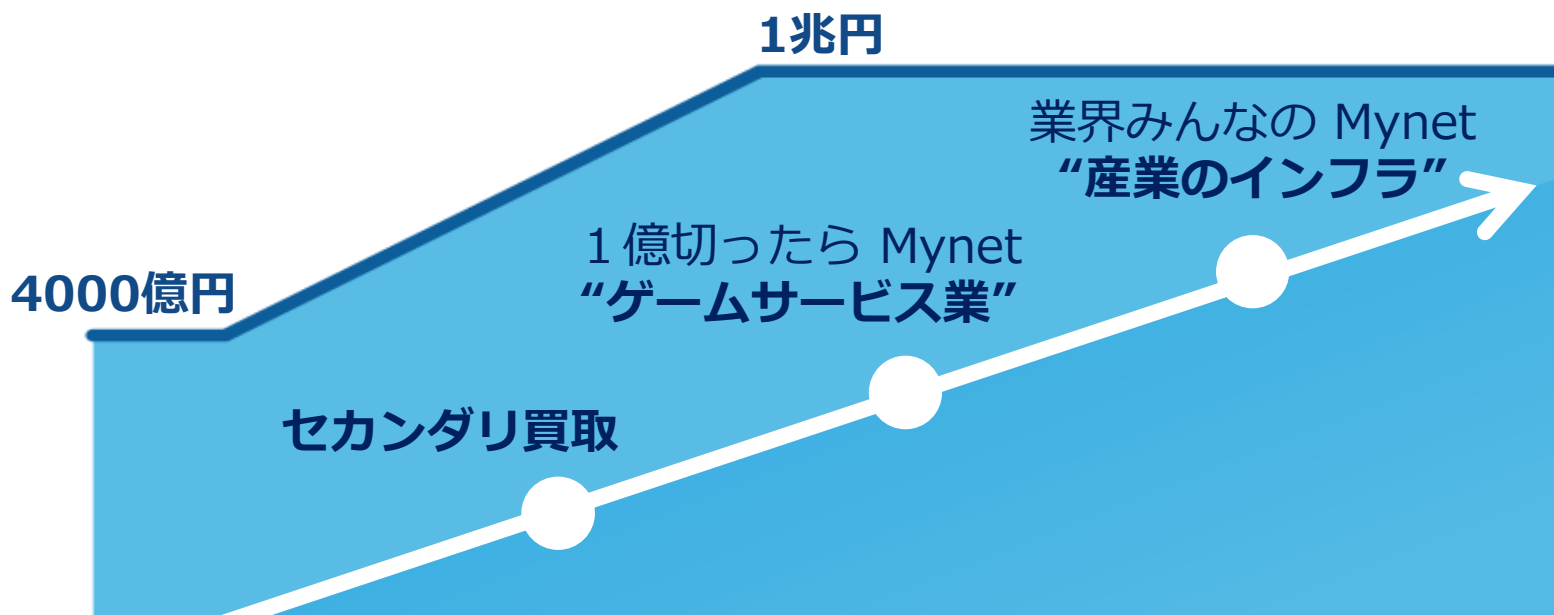 1兆円
業界みんなの Mynet
“産業のインフラ”
１億切ったら Mynet
“ゲームサービス業”
4000億円
セカンダリ買取